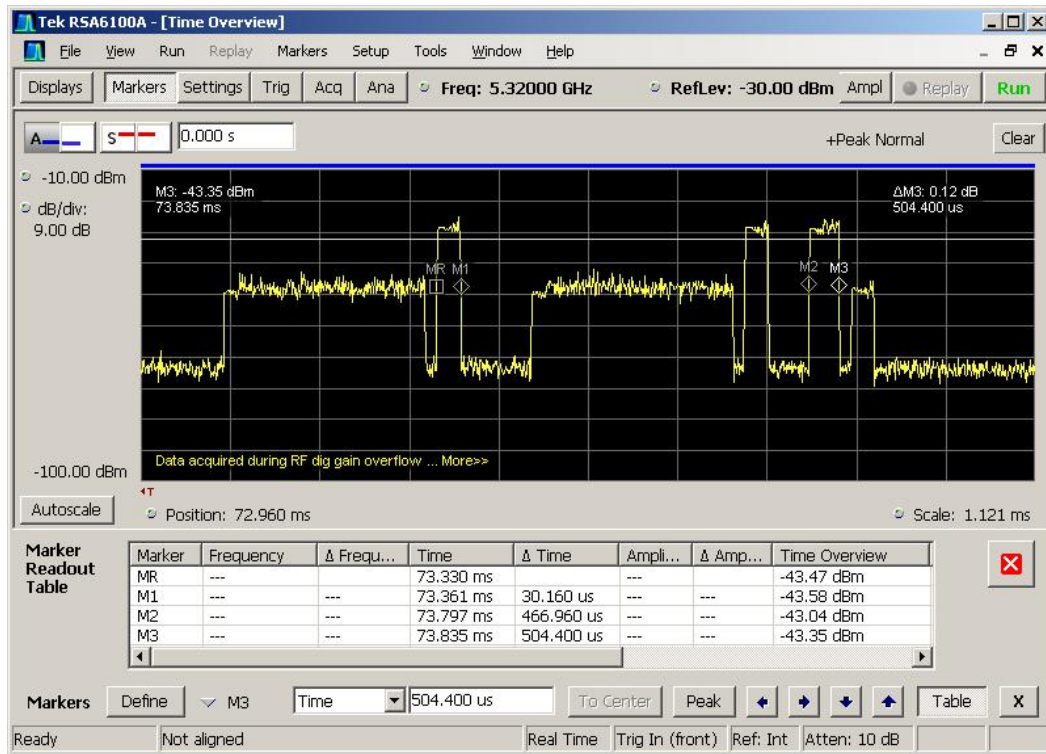 Tek RSA6100A - [Time Overview]
File View Run Replay Markers Setup Tools Window Help
Displays Markers Settings Trig Acq Ana Freq: 5.32000 GHz RefLev: -30.00 dBm Ampl Replay Run
A S 0.000 s +Peak Normal Clear
-10.00 dBm
dB/div:
9.00 dB
M3: -43.35 dBm
73.835 ms
ΔM3: 0.12 dB
504.400 us
MR M1 M2 M3
Data acquired during RF dig gain overflow ... More>>
-100.00 dBm
T
Autoscale Position: 72.960 ms Scale: 1.121 ms
Marker
Readout
Table
Marker Frequency Δ Frequ... Time Δ Time Ampli... Δ Amp... Time Overview
MR --- 73.330 ms --- -43.47 dBm
M1 --- --- 73.361 ms 30.160 us --- --- -43.58 dBm
M2 --- --- 73.797 ms 466.960 us --- --- -43.04 dBm
M3 --- --- 73.835 ms 504.400 us --- --- -43.35 dBm
Markers Define M3 Time 504.400 us To Center Peak Table X
Ready Not aligned Real Time Trig In (front) Ref: Int Atten: 10 dB